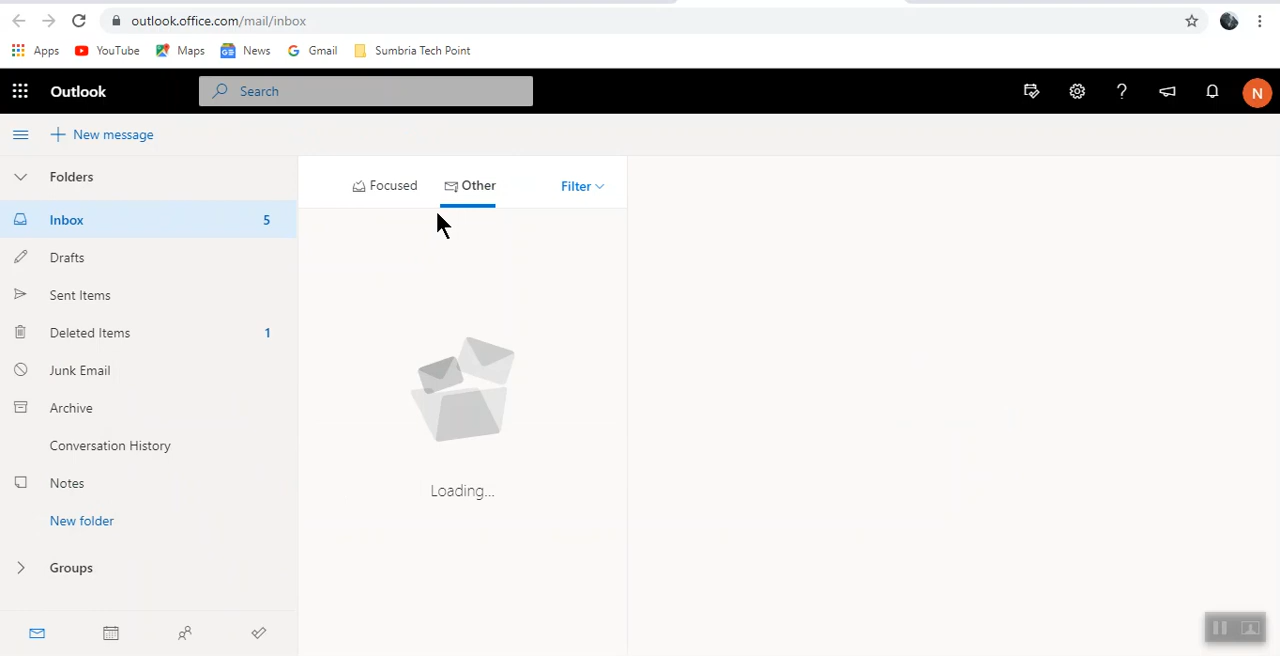 outlook.office.com/mail/inbox
Apps YouTube Maps News Gmail Sumbria Tech Point
Outlook Search N
New message
Folders
Focused Other Filter
Inbox 5
Drafts
Sent Items
Deleted Items 1
Junk Email
Archive
Conversation History
Notes
New folder
Groups
Loading...